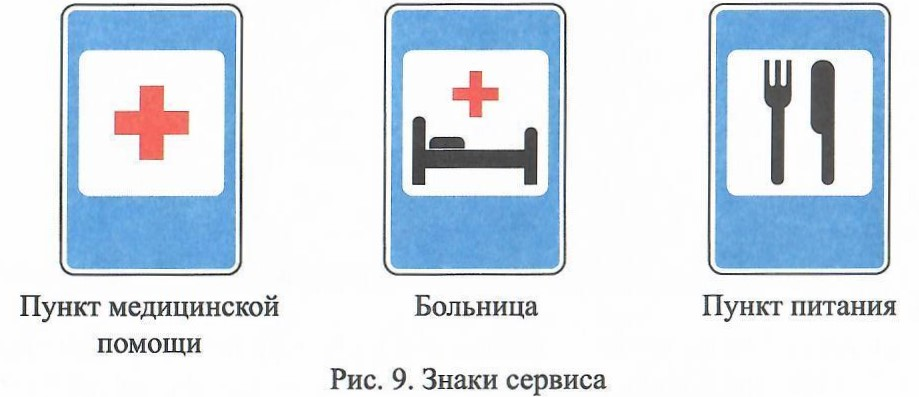 Пункт медицинской
помощи
Больница
Пункт питания
Рис. 9. Знаки сервиса